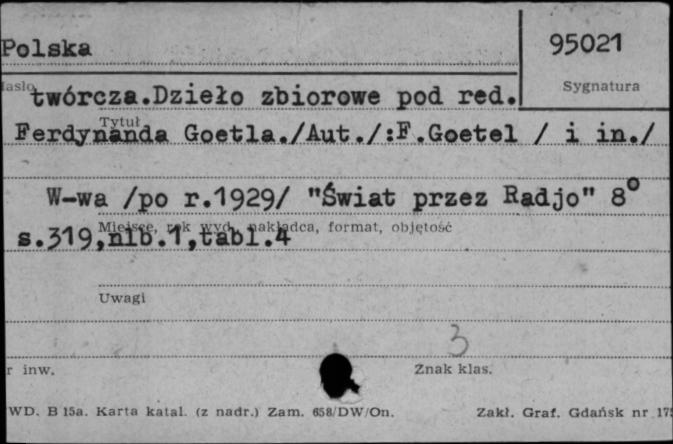 Polska
95021
Hasło
Sygnatura
twórcza.Dzieło zbiorowe pod red.
Tytuł
Ferdynanda Goetla./Aut./:F.Goetel / i in./
W-wa /po r.1929/ "Świat przez Radjo" 8°
Miejsce, rok wyd. nakładca, format, objętość
s.319,nlb.1,tabl.4
Uwagi
3
r inw.
Znak klas.
WD. B 15a. Karta katal. (z nadr.) Zam. 658/DW/On.
Zakł. Graf. Gdańsk nr 175